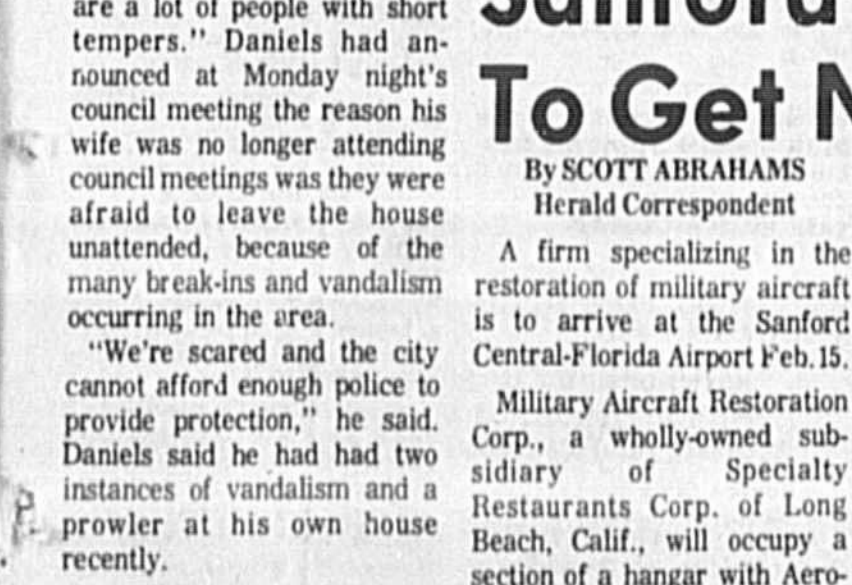 are a lot of people with short
tempers." Daniels had an-
nounced at Monday night's
council meeting the reason his
wife was no longer attending
council meetings was they were
afraid to leave the house
unattended, because of the
many break-ins and vandalism
occurring in the area.
"We're scared and the city
cannot afford enough police to
provide protection," he said.
Daniels said he had had two
instances of vandalism and a
prowler at his own house
recently.
Sanford
To Get N
By SCOTT ABRAHAMS
Herald Correspondent
A firm specializing in the
restoration of military aircraft
is to arrive at the Sanford
Central-Florida Airport Feb. 15.
Military Aircraft Restoration
Corp., a wholly-owned sub-
sidiary of Specialty
Restaurants Corp. of Long
Beach, Calif., will occupy a
section of a hangar with Aero-